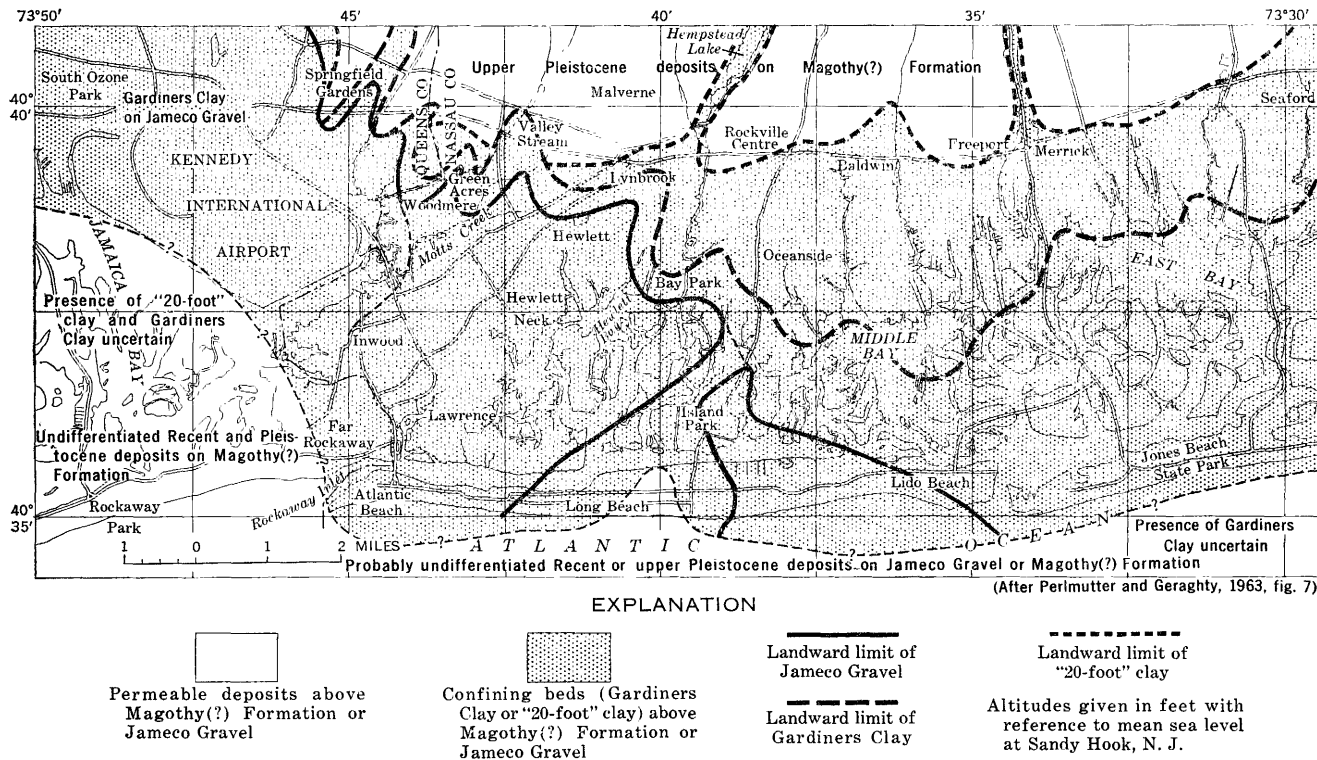 73°50′
45′
40′
35′
73°30′
Hempstead
Lake
South Ozone
Park
Springfield
Gardens
QUEENS CO
NASSAU CO
Upper Pleistocene deposits on Magothy(?) Formation
Malverne
Seaford
40°
40′
Gardiners Clay
on Jameco Gravel
Valley
Stream
Rockville
Centre
Freeport
Merrick
KENNEDY
INTERNATIONAL
AIRPORT
Green
Acres
Woodmere
Lynbrook
Baldwin
Motts Creek
Hewlett
?
Oceanside
EAST BAY
JAMAICA
BAY
Presence of "20-foot"
clay and Gardiners
Clay uncertain
Hewlett
Neck
Bay Park
Inwood
MIDDLE
BAY
Lawrence
Island
Park
Far
Rockaway
Undifferentiated Recent and Pleis-
tocene deposits on Magothy(?)
Formation
Jones Beach
State Park
Lido Beach
Rockaway Inlet
Atlantic
Beach
Long Beach
Rockaway
Park
40°
35′
?
Presence of Gardiners
Clay uncertain
1 0 1 2 MILES
?
ATLANTIC
?
OCEAN
Probably undifferentiated Recent or upper Pleistocene deposits on Jameco Gravel or Magothy(?) Formation
(After Perlmutter and Geraghty, 1963, fig. 7)
EXPLANATION
Permeable deposits above
Magothy(?) Formation or
Jameco Gravel
Confining beds (Gardiners
Clay or "20-foot" clay) above
Magothy(?) Formation or
Jameco Gravel
Landward limit of
Jameco Gravel
Landward limit of
Gardiners Clay
Landward limit of
"20-foot" clay
Altitudes given in feet with
reference to mean sea level
at Sandy Hook, N. J.